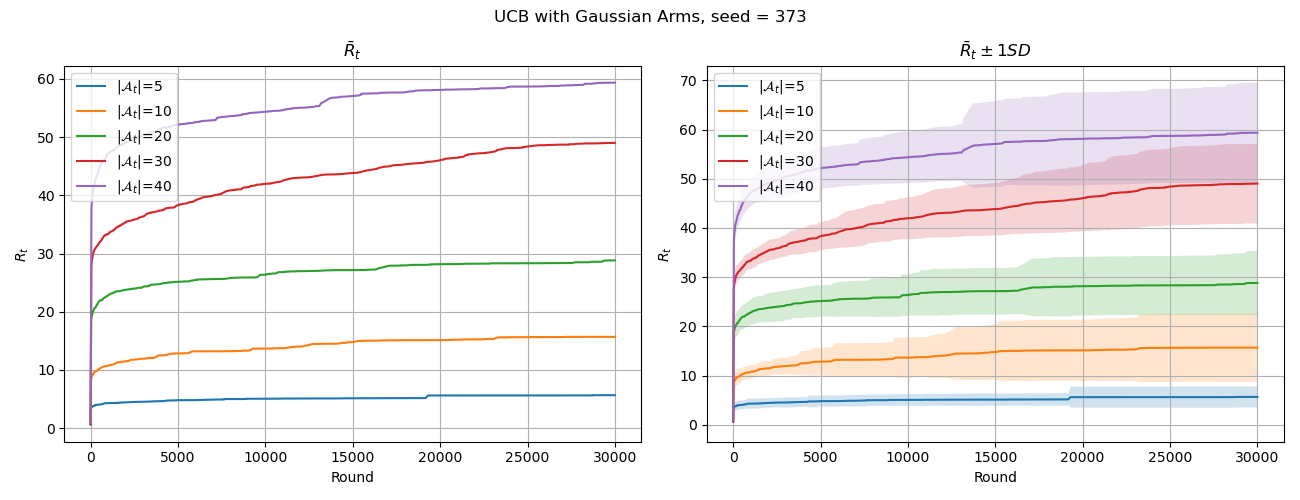 UCB with Gaussian Arms, seed = 373
R̄ₜ
60
50
40
30
20
10
0
Rₜ
|𝒜ₜ|=5
|𝒜ₜ|=10
|𝒜ₜ|=20
|𝒜ₜ|=30
|𝒜ₜ|=40
0 5000 10000 15000 20000 25000 30000
Round
R̄ₜ ± 1SD
70
60
50
40
30
20
10
0
Rₜ
|𝒜ₜ|=5
|𝒜ₜ|=10
|𝒜ₜ|=20
|𝒜ₜ|=30
|𝒜ₜ|=40
0 5000 10000 15000 20000 25000 30000
Round